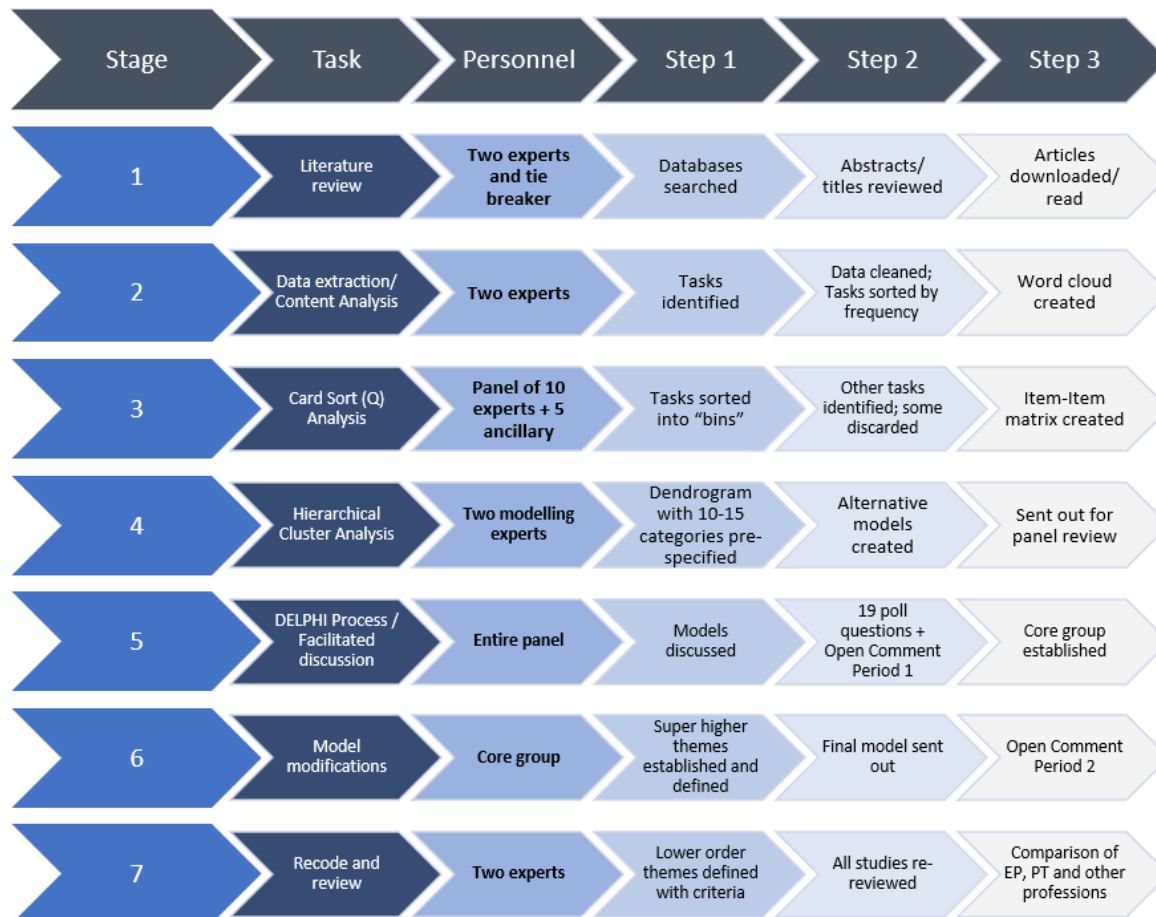 Stage
Task
Personnel
Step 1
Step 2
Step 3
1
Literature
review
Two experts
and tie
breaker
Databases
searched
Abstracts/
titles reviewed
Articles
downloaded/
read
2
Data extraction/
Content Analysis
Two experts
Tasks
identified
Data cleaned;
Tasks sorted by
frequency
Word cloud
created
3
Card Sort (Q)
Analysis
Panel of 10
experts + 5
ancillary
Tasks sorted
into “bins”
Other tasks
identified; some
discarded
Item-Item
matrix created
4
Hierarchical
Cluster Analysis
Two modelling
experts
Dendrogram
with 10-15
categories pre-
specified
Alternative
models
created
Sent out for
panel review
5
DELPHI Process /
Facilitated
discussion
Entire panel
Models
discussed
19 poll
questions +
Open Comment
Period 1
Core group
established
6
Model
modifications
Core group
Super higher
themes
established and
defined
Final model sent
out
Open Comment
Period 2
7
Recode and
review
Two experts
Lower order
themes defined
with criteria
All studies re-
reviewed
Comparison of
EP, PT and other
professions